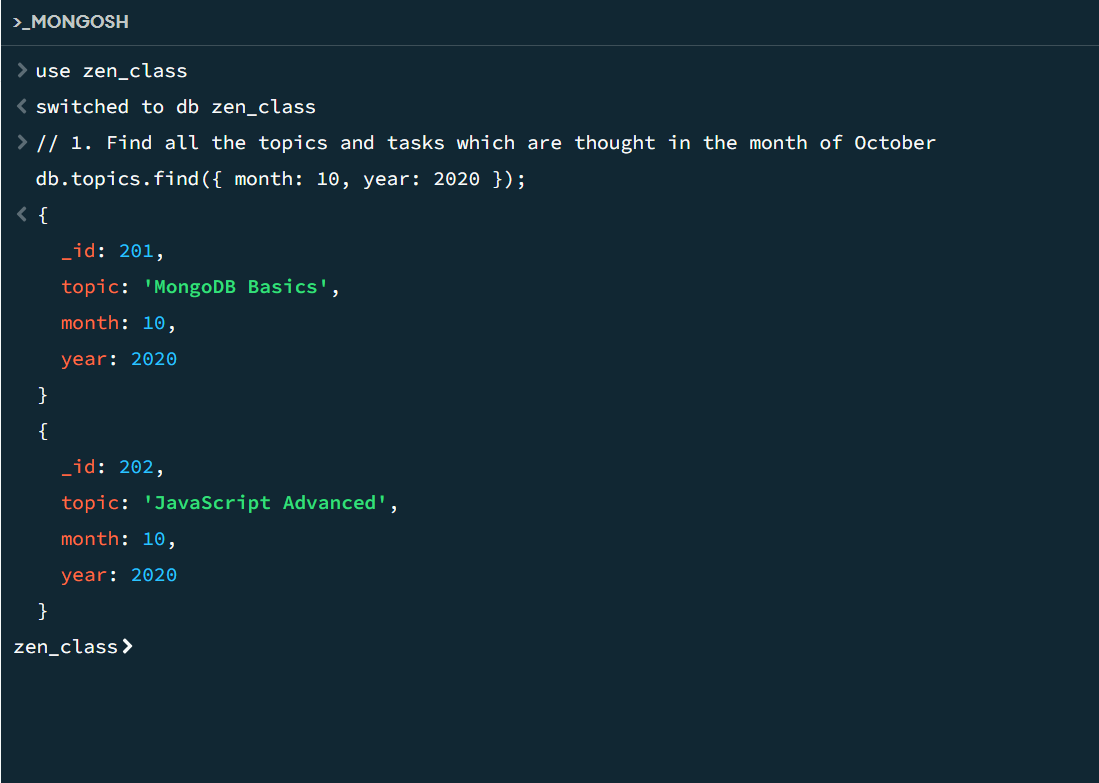 >_MONGOSH
> use zen_class
< switched to db zen_class
> // 1. Find all the topics and tasks which are thought in the month of October
db.topics.find({ month: 10, year: 2020 });
< {
_id: 201,
topic: 'MongoDB Basics',
month: 10,
year: 2020
}
{
_id: 202,
topic: 'JavaScript Advanced',
month: 10,
year: 2020
}
zen_class>